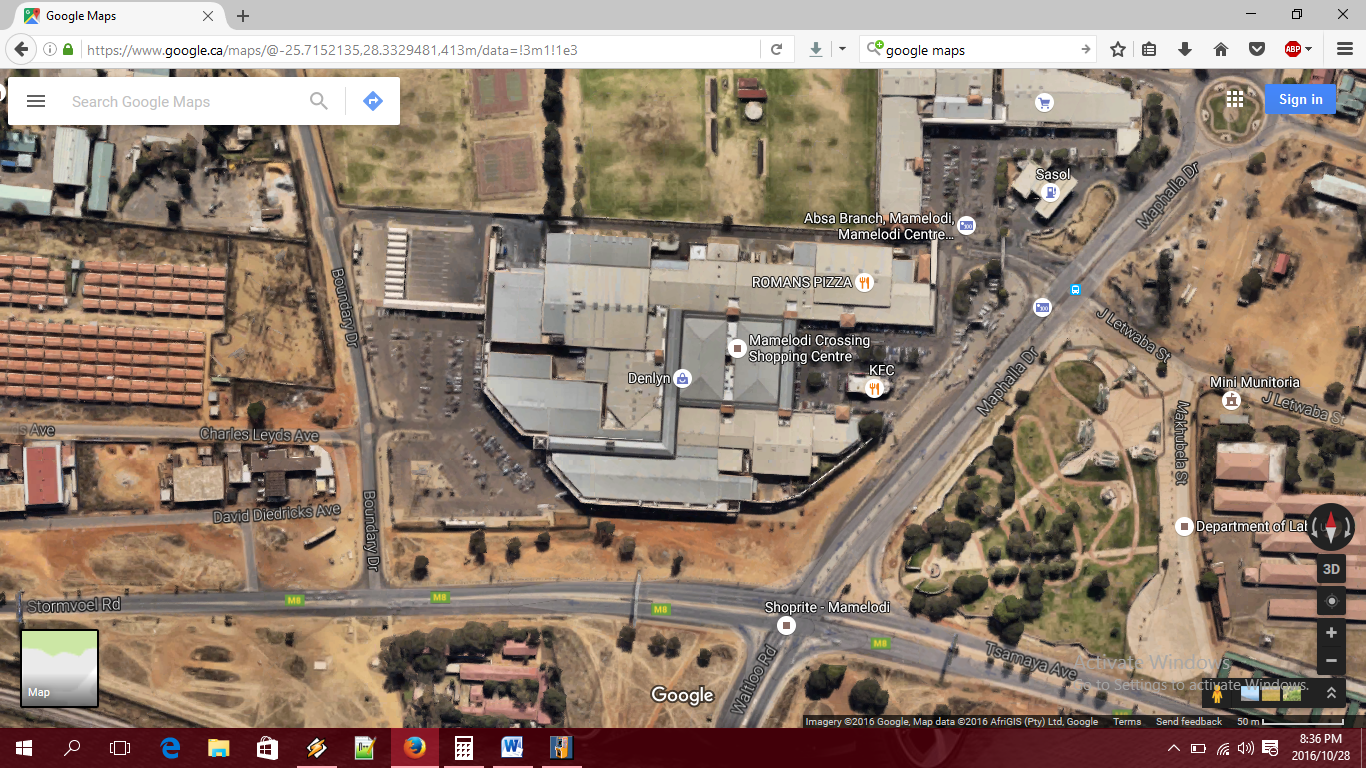 Google Maps
https://www.google.ca/maps/@-25.7152135,28.3329481,413m/data=!3m1!1e3
google maps
ABP
Search Google Maps
Sign in
Sasol
Maphalla Dr
Absa Branch, Mamelodi,
Mamelodi Centre...
ROMANS PIZZA
Boundary Dr
J Letwaba St
Mamelodi Crossing
Shopping Centre
KFC
Denlyn
Maphalla Dr
Mini Munitoria
J Letwaba St
Makhubela St
s Ave
Charles Leyds Ave
David Diedricks Ave
Boundary Dr
Department of Lab
3D
Stormvoel Rd
M8
M8
M8
Shoprite - Mamelodi
M8
Tsamaya Ave
Waltloo Rd
Activate Windows
Go to Settings to activate Windows.
Map
Google
Imagery ©2016 Google, Map data ©2016 AfriGIS (Pty) Ltd, Google
Terms
Send feedback
50 m
8:36 PM
2016/10/28